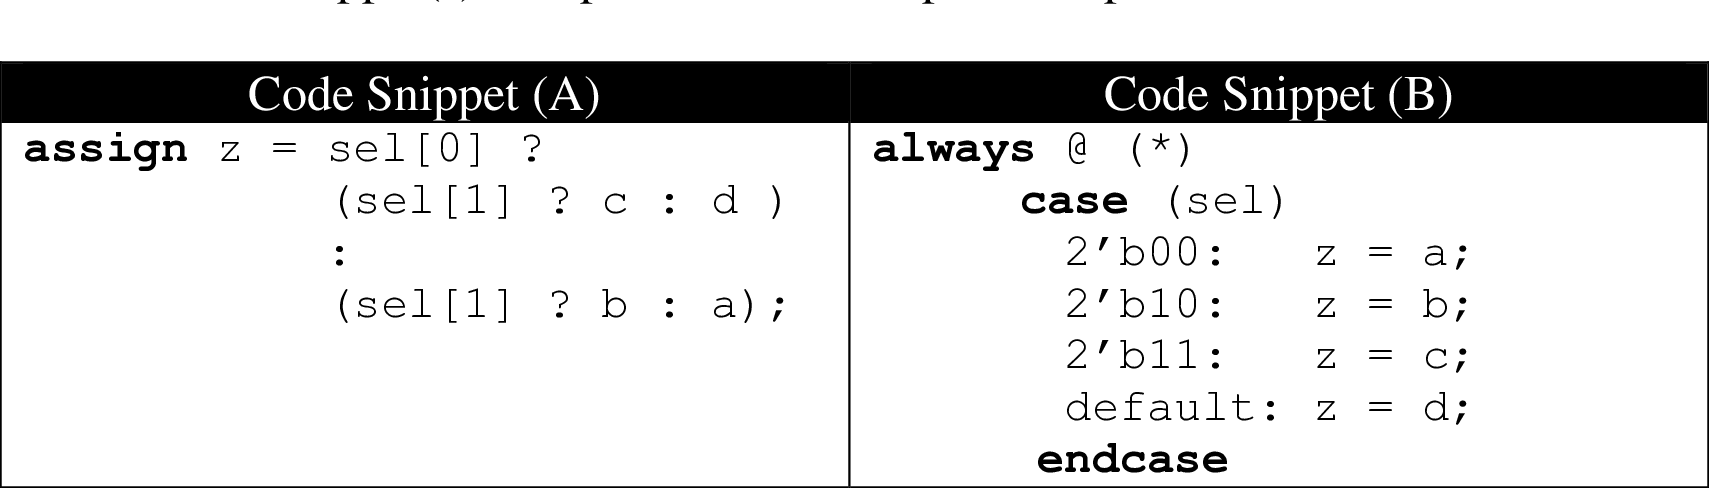 Code Snippet (A)
assign z = sel[0] ?
(sel[1] ? c : d )
:
(sel[1] ? b : a);
Code Snippet (B)
always @ (*)
case (sel)
2'b00: z = a;
2'b10: z = b;
2'b11: z = c;
default: z = d;
endcase